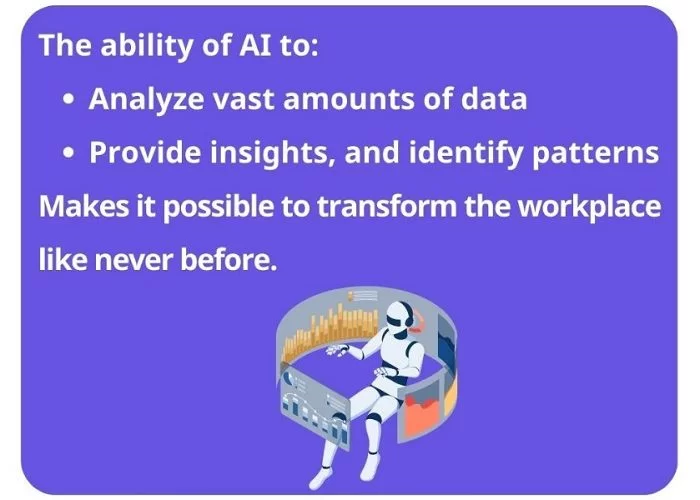 The ability of AI to:
• Analyze vast amounts of data
• Provide insights, and identify patterns
Makes it possible to transform the workplace
like never before.